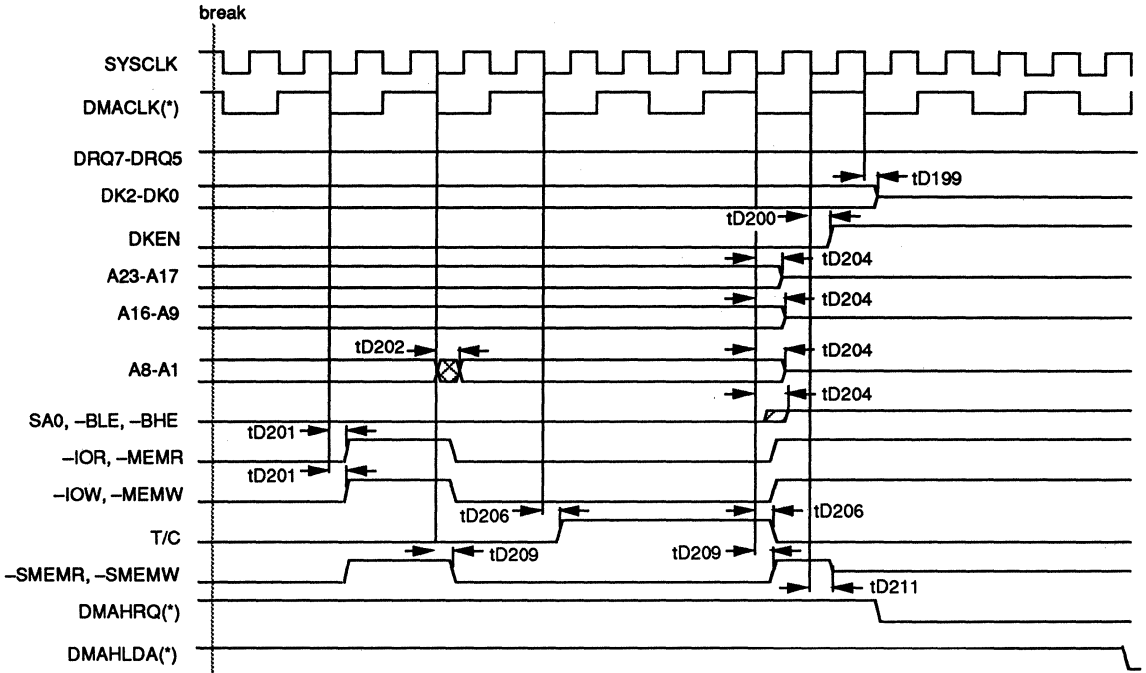 break
SYSCLK
DMACLK(*)
DRQ7-DRQ5
tD199
DK2-DK0
tD200
DKEN
tD204
A23-A17
tD204
A16-A9
tD202
tD204
A8-A1
tD204
SA0, –BLE, –BHE
tD201
–IOR, –MEMR
tD201
–IOW, –MEMW
tD206
tD206
T/C
tD209
tD209
–SMEMR, –SMEMW
tD211
DMAHRQ(*)
DMAHLDA(*)